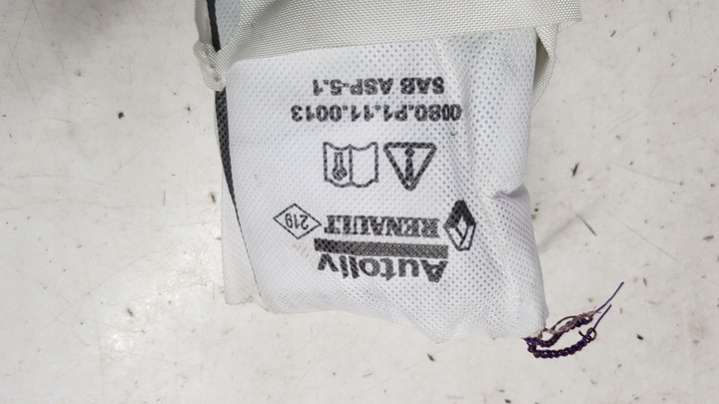 Autoliv
RENAULT 219
0080.P1.11.0013
SAB ASP-5.1